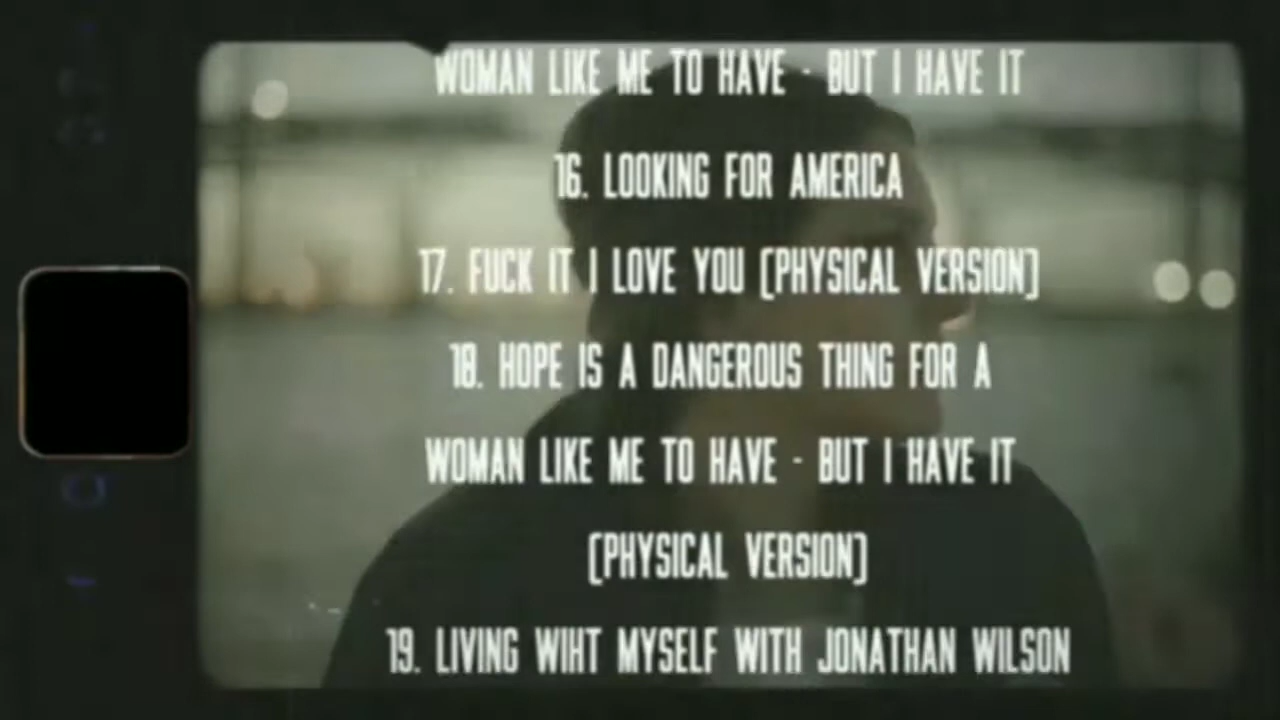 WOMAN LIKE ME TO HAVE - BUT I HAVE IT
16. LOOKING FOR AMERICA
17. FUCK IT I LOVE YOU (PHYSICAL VERSION)
18. HOPE IS A DANGEROUS THING FOR A
WOMAN LIKE ME TO HAVE - BUT I HAVE IT
(PHYSICAL VERSION)
19. LIVING WIHT MYSELF WITH JONATHAN WILSON